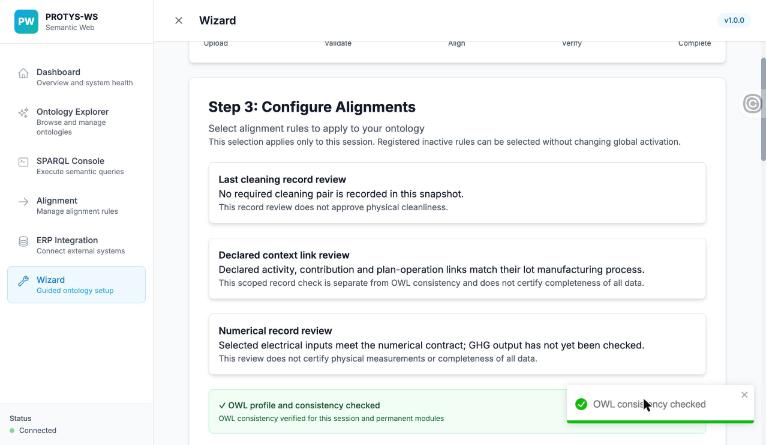 PW
PROTYS-WS
Semantic Web
Wizard
v1.0.0
Dashboard
Overview and system health
Ontology Explorer
Browse and manage
ontologies
SPARQL Console
Execute semantic queries
Alignment
Manage alignment rules
ERP Integration
Connect external systems
Wizard
Guided ontology setup
Status
Connected
Upload Validate Align Verify Complete
Step 3: Configure Alignments
Select alignment rules to apply to your ontology
This selection applies only to this session. Registered inactive rules can be selected without changing global activation.
Last cleaning record review
No required cleaning pair is recorded in this snapshot.
This record review does not approve physical cleanliness.
Declared context link review
Declared activity, contribution and plan-operation links match their lot manufacturing process.
This scoped record check is separate from OWL consistency and does not certify completeness of all data.
Numerical record review
Selected electrical inputs meet the numerical contract; GHG output has not yet been checked.
This review does not certify physical measurements or completeness of all data.
✓ OWL profile and consistency checked
OWL consistency verified for this session and permanent modules
OWL consistency checked